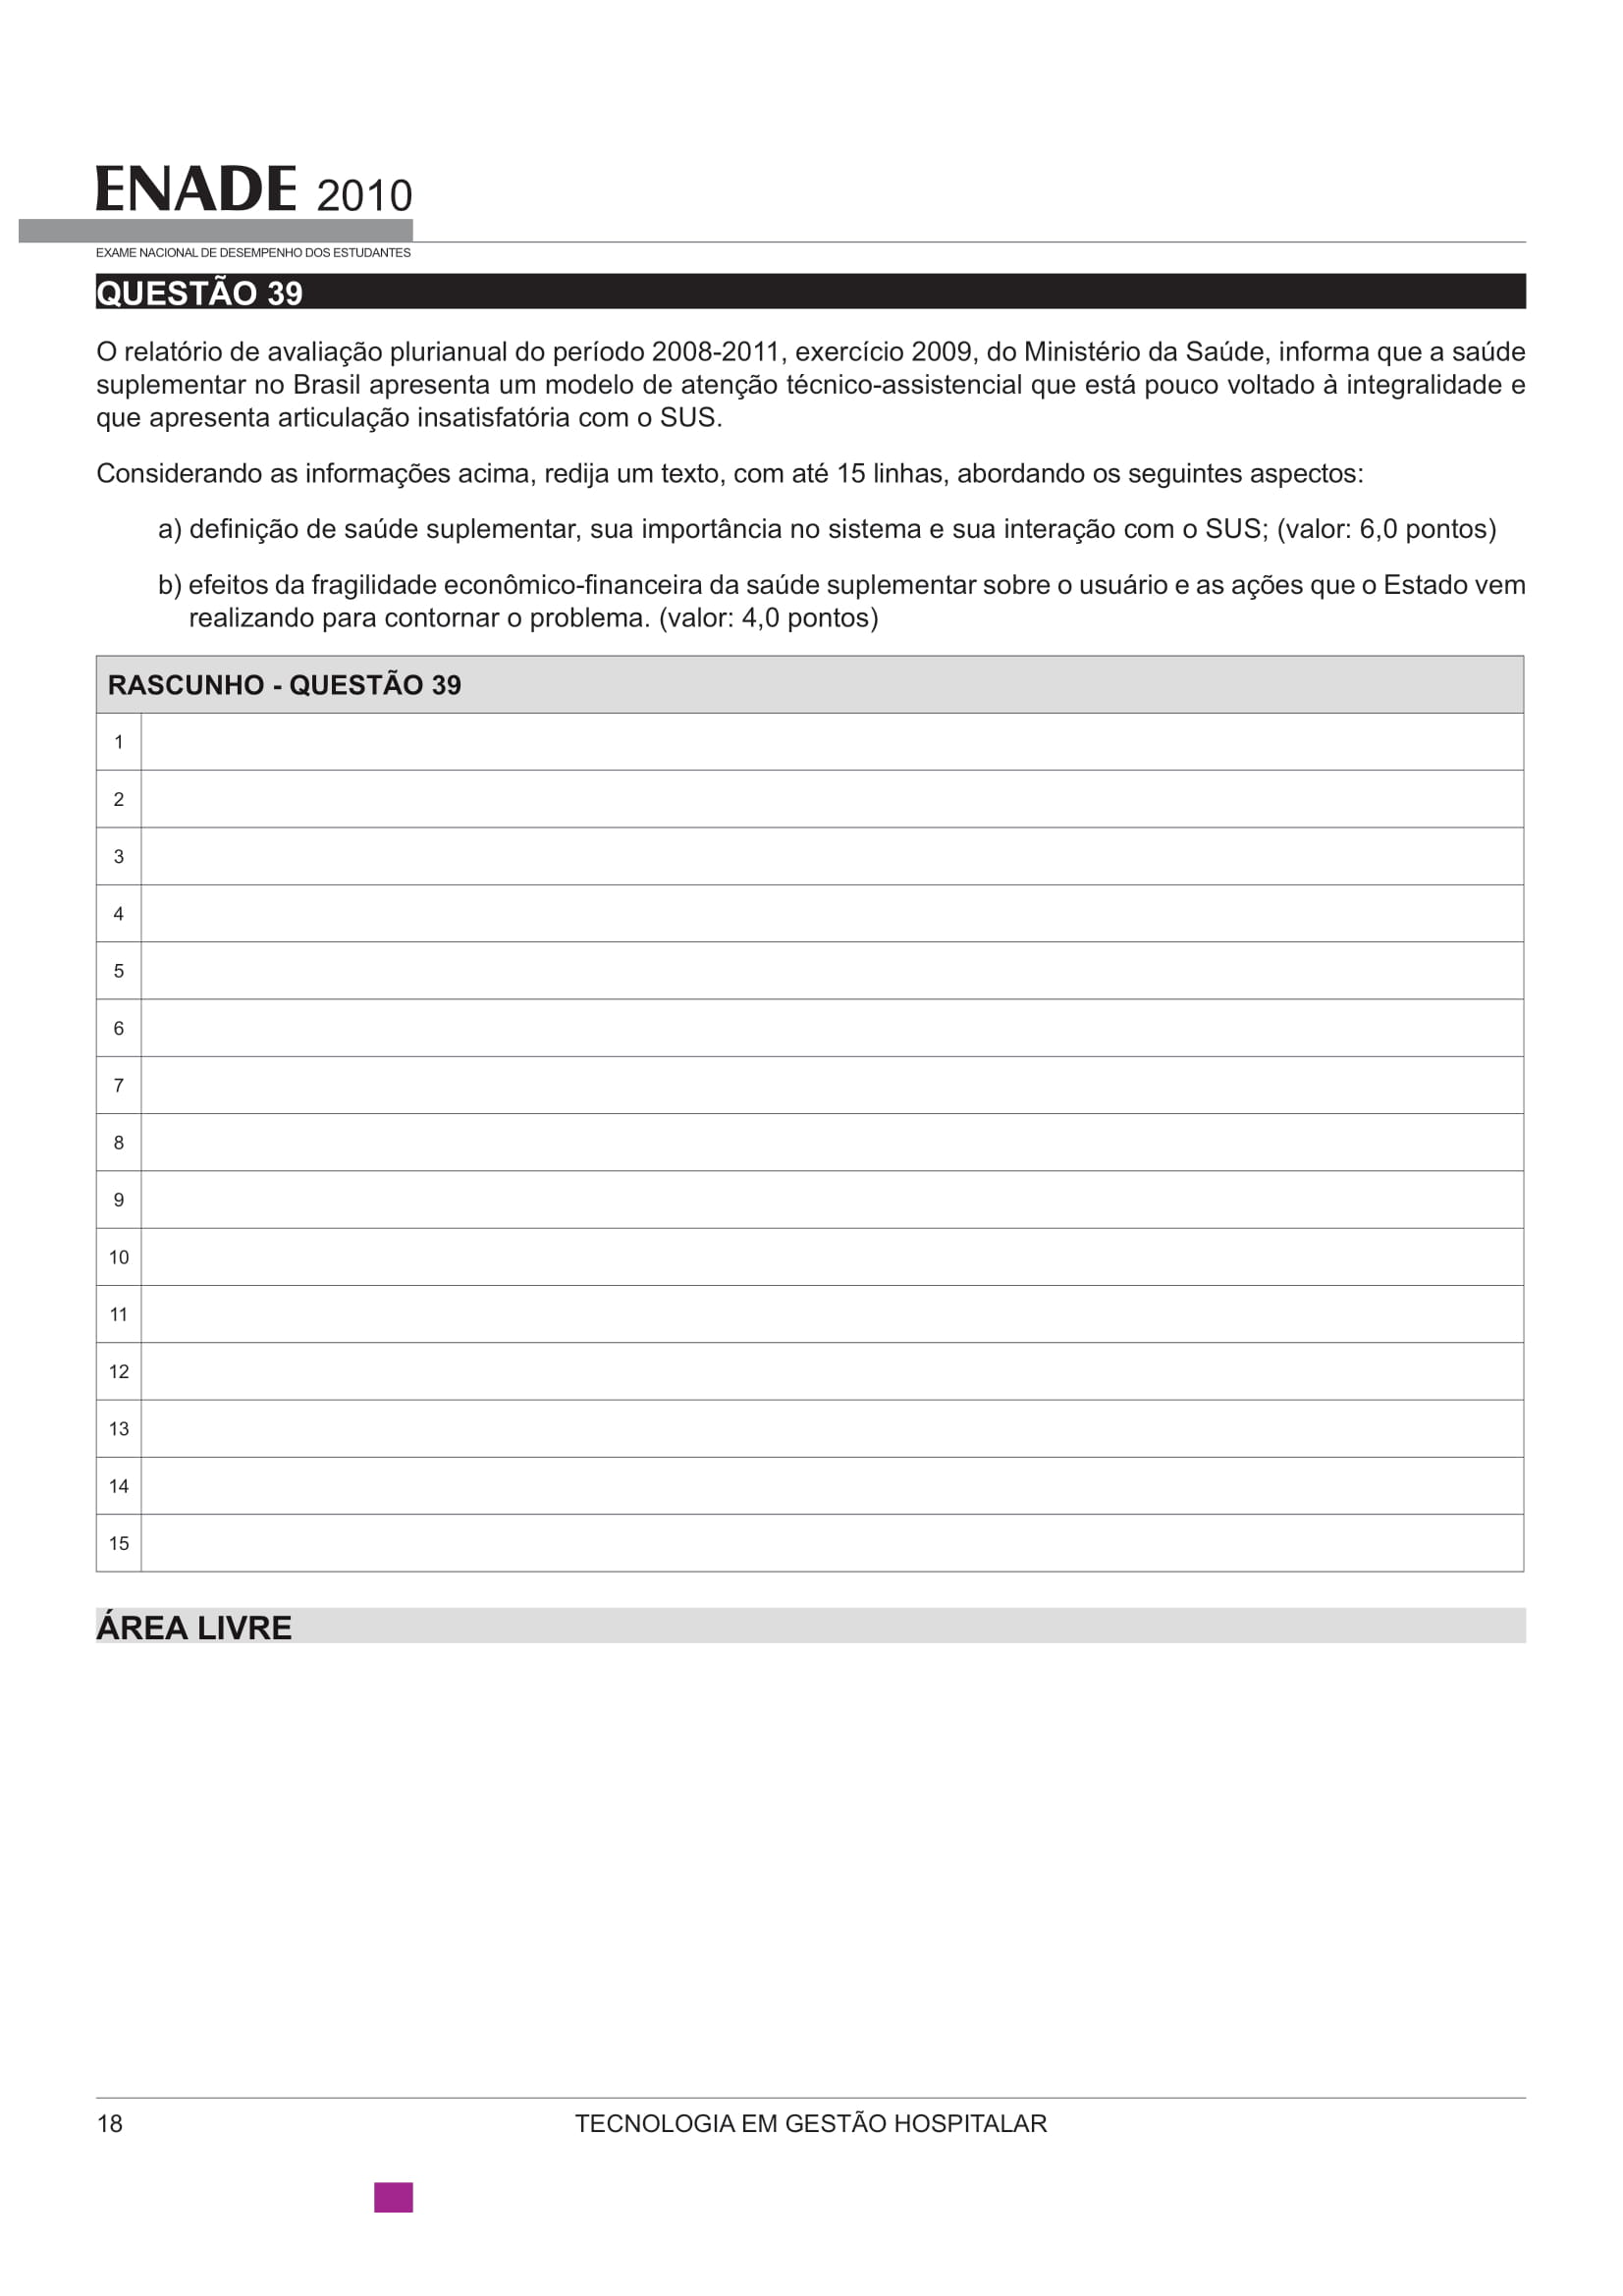 ENADE 2010
EXAME NACIONAL DE DESEMPENHO DOS ESTUDANTES
QUESTÃO 39
O relatório de avaliação plurianual do período 2008-2011, exercício 2009, do Ministério da Saúde, informa que a saúde
suplementar no Brasil apresenta um modelo de atenção técnico-assistencial que está pouco voltado à integralidade e
que apresenta articulação insatisfatória com o SUS.
Considerando as informações acima, redija um texto, com até 15 linhas, abordando os seguintes aspectos:
a) definição de saúde suplementar, sua importância no sistema e sua interação com o SUS; (valor: 6,0 pontos)
b) efeitos da fragilidade econômico-financeira da saúde suplementar sobre o usuário e as ações que o Estado vem
realizando para contornar o problema. (valor: 4,0 pontos)
RASCUNHO - QUESTÃO 39
1
2
3
4
5
6
7
8
9
10
11
12
13
14
15
ÁREA LIVRE
18 TECNOLOGIA EM GESTÃO HOSPITALAR